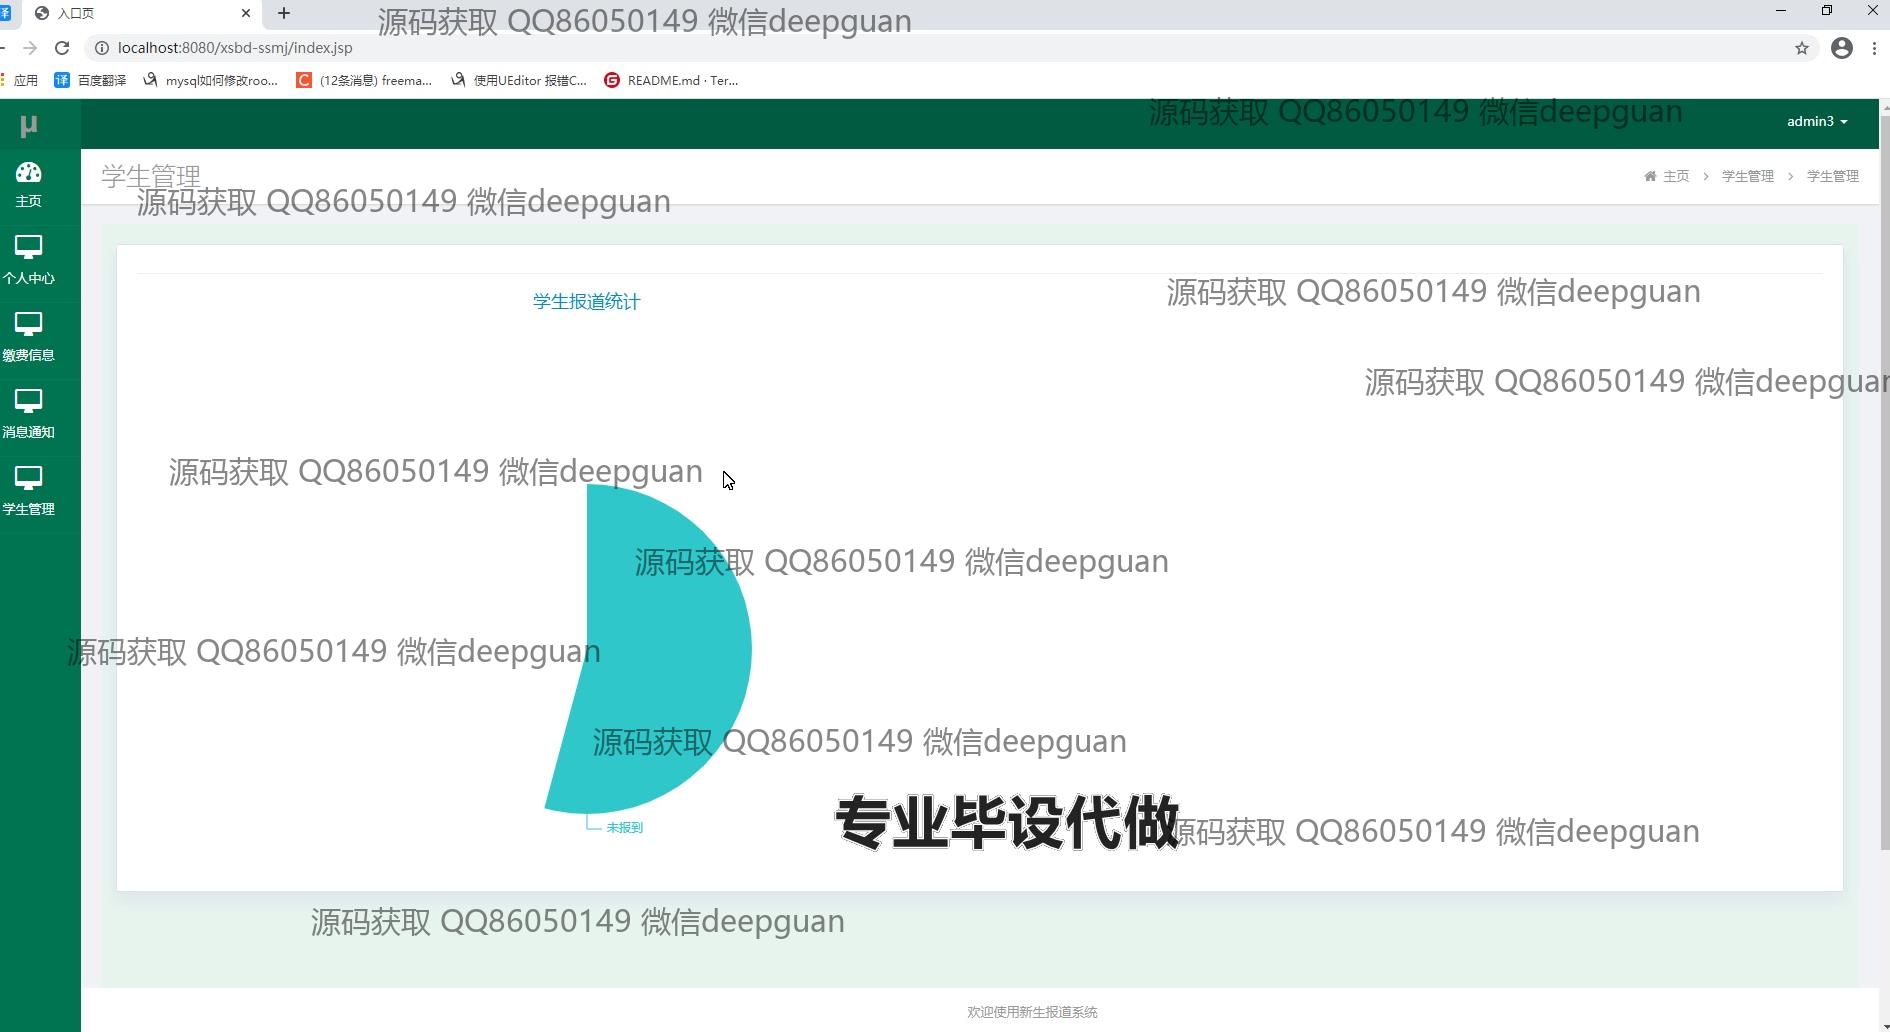 译
入口页
源码获取 QQ86050149 微信deepguan
localhost:8080/xsbd-ssmj/index.jsp
应用
译 百度翻译
mysql如何修改roo...
C (12条消息) freema...
使用UEditor 报错C...
G README.md · Ter...
源码获取 QQ86050149 微信deepguan
μ
admin3
学生管理
主页 > 学生管理 > 学生管理
源码获取 QQ86050149 微信deepguan
主页
个人中心
缴费信息
消息通知
学生管理
源码获取 QQ86050149 微信deepguan
学生报道统计
源码获取 QQ86050149 微信deepguan
源码获取 QQ86050149 微信deepguan
源码获取 QQ86050149 微信deepguan
源码获取 QQ86050149 微信deepguan
源码获取 QQ86050149 微信deepguan
未报到
专业毕设代做
源码获取 QQ86050149 微信deepguan
源码获取 QQ86050149 微信deepguan
欢迎使用新生报道系统